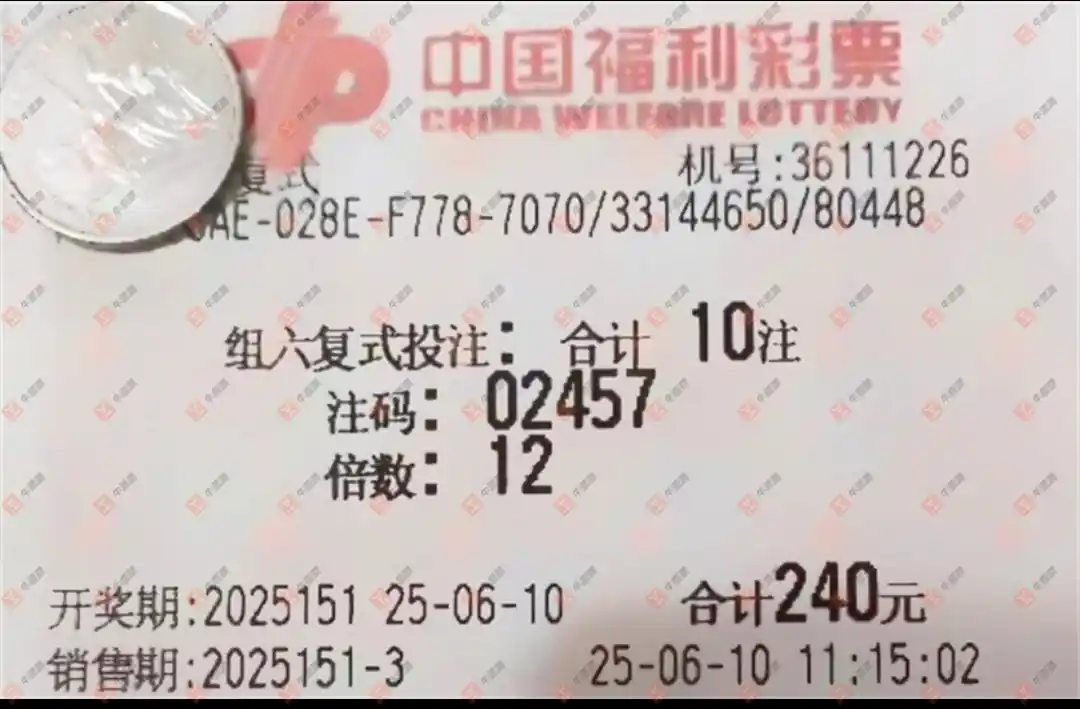 中国福利彩票
CHINA WELFARE LOTTERY
复式 机号:36111226
AE-028E-F778-7070/33144650/80448
组六复式投注: 合计 10注
注码: 02457
倍数: 12
开奖期:2025151 25-06-10 合计240元
销售期:2025151-3 25-06-10 11:15:02